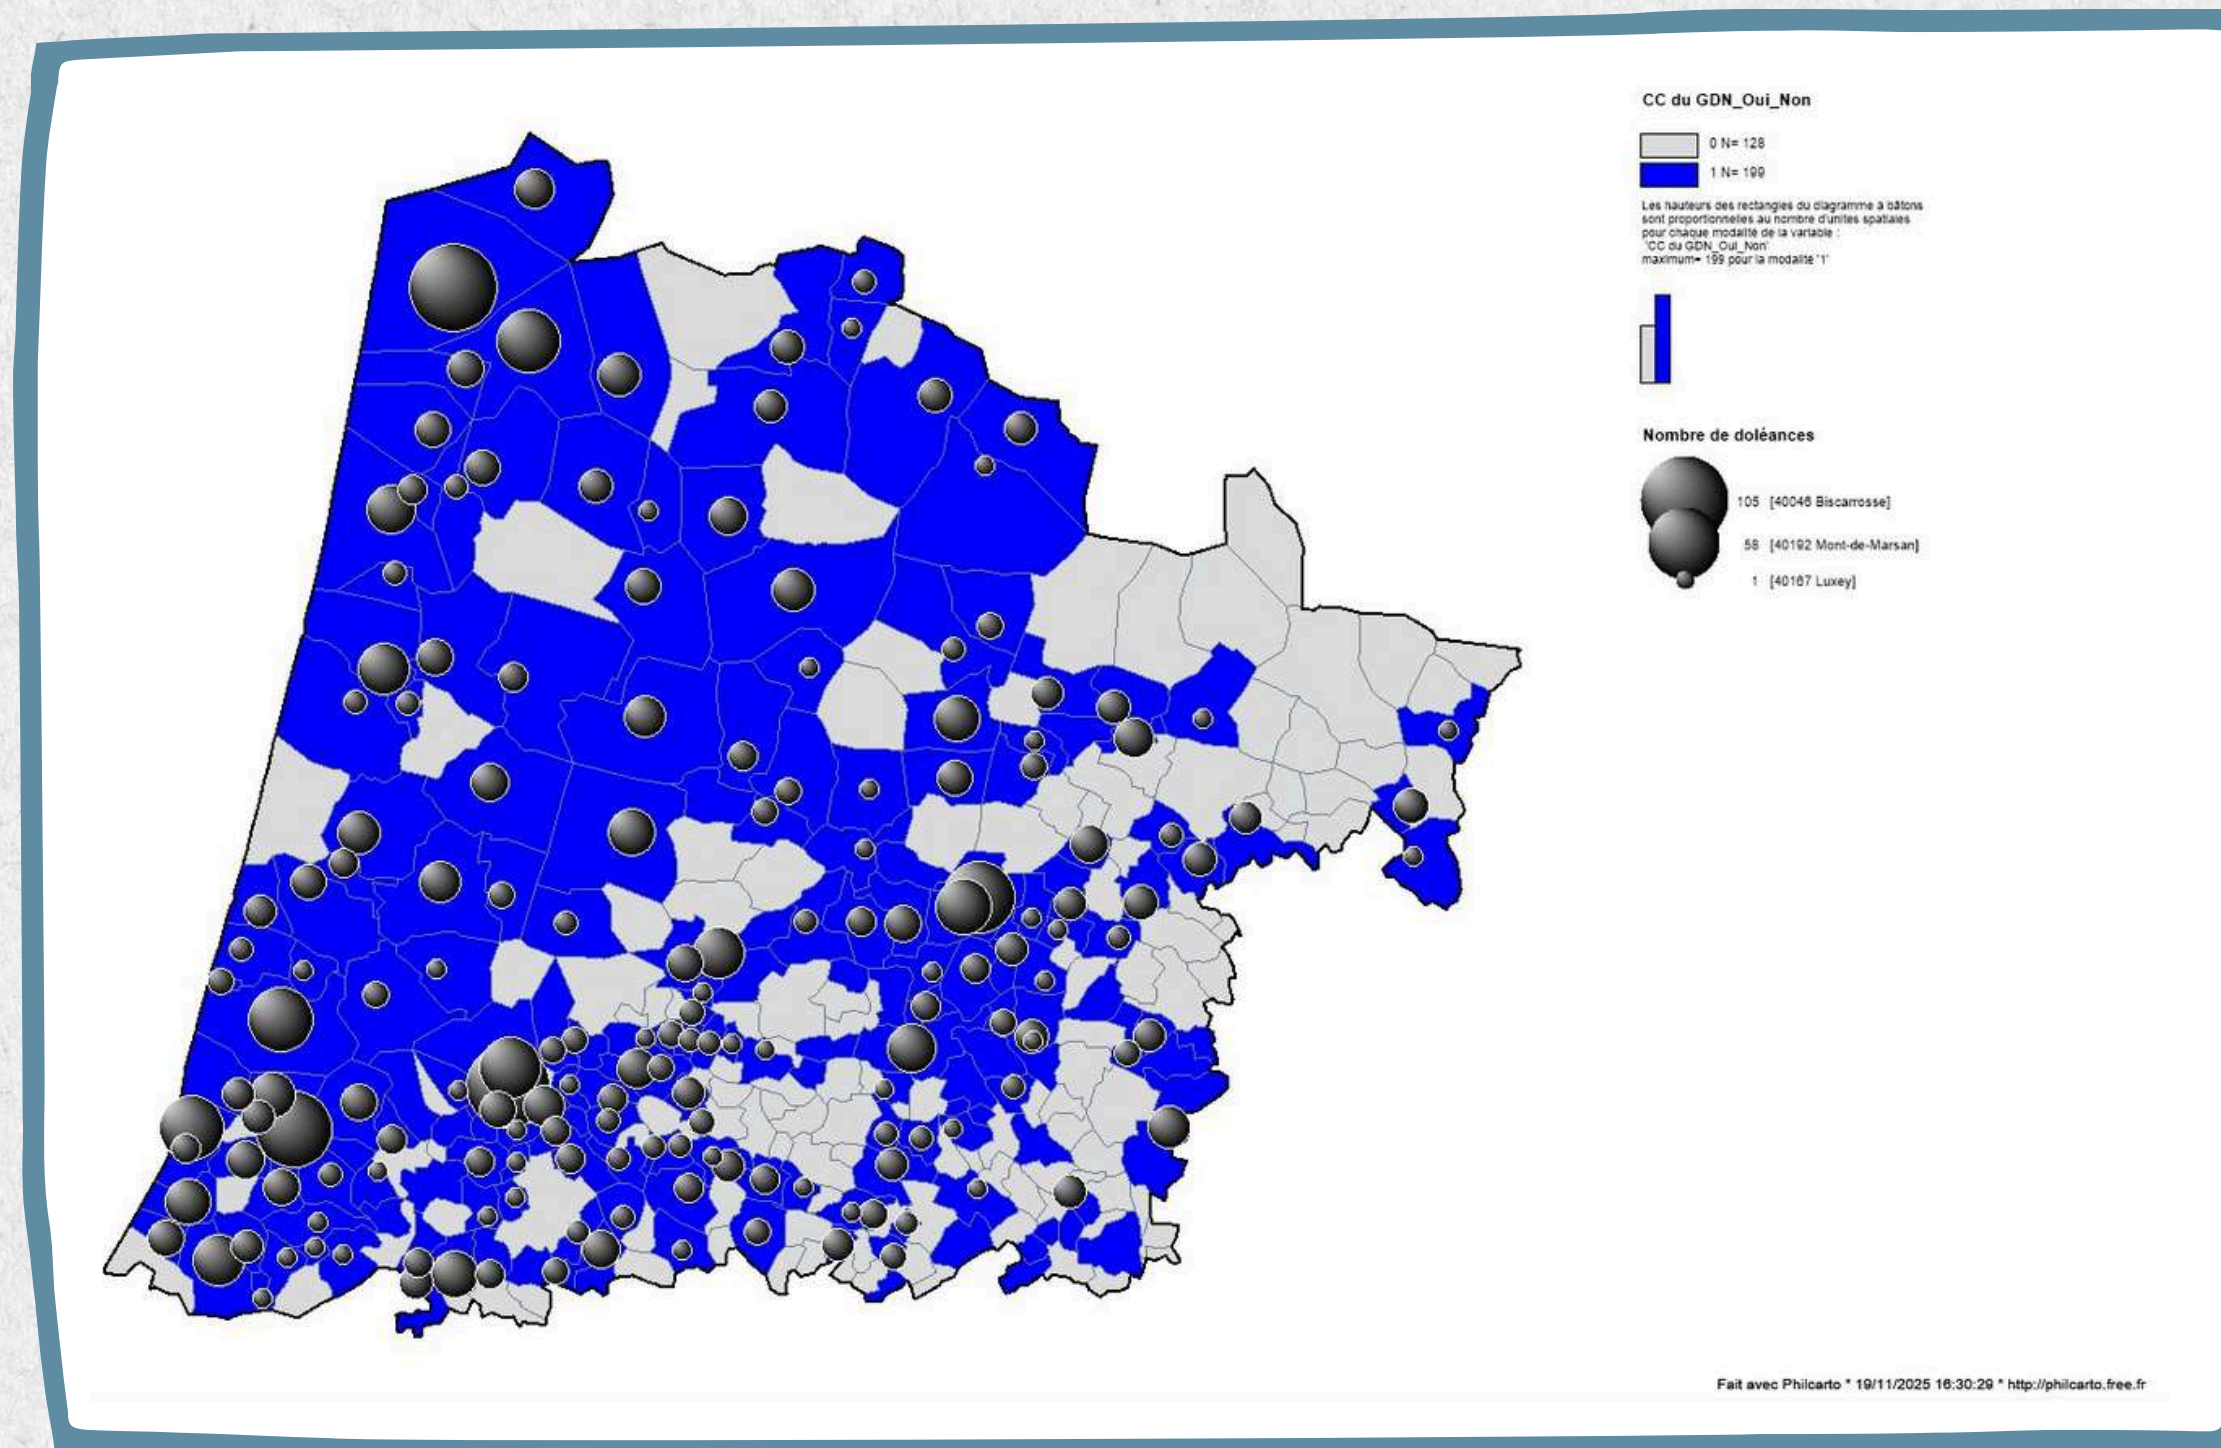 CC du GDN_Oui_Non
0 N= 128
1 N= 199
Les hauteurs des rectangles du diagramme à bâtons
sont proportionnelles au nombre d'unites spatiales
pour chaque modalité de la variable :
'CC du GDN_Oui_Non'
maximum= 199 pour la modalité '1'
Nombre de doléances
105 [40046 Biscarrosse]
58 [40192 Mont-de-Marsan]
1 [40167 Luxey]
Fait avec Philcarto * 19/11/2025 16:30:29 * http://philcarto.free.fr